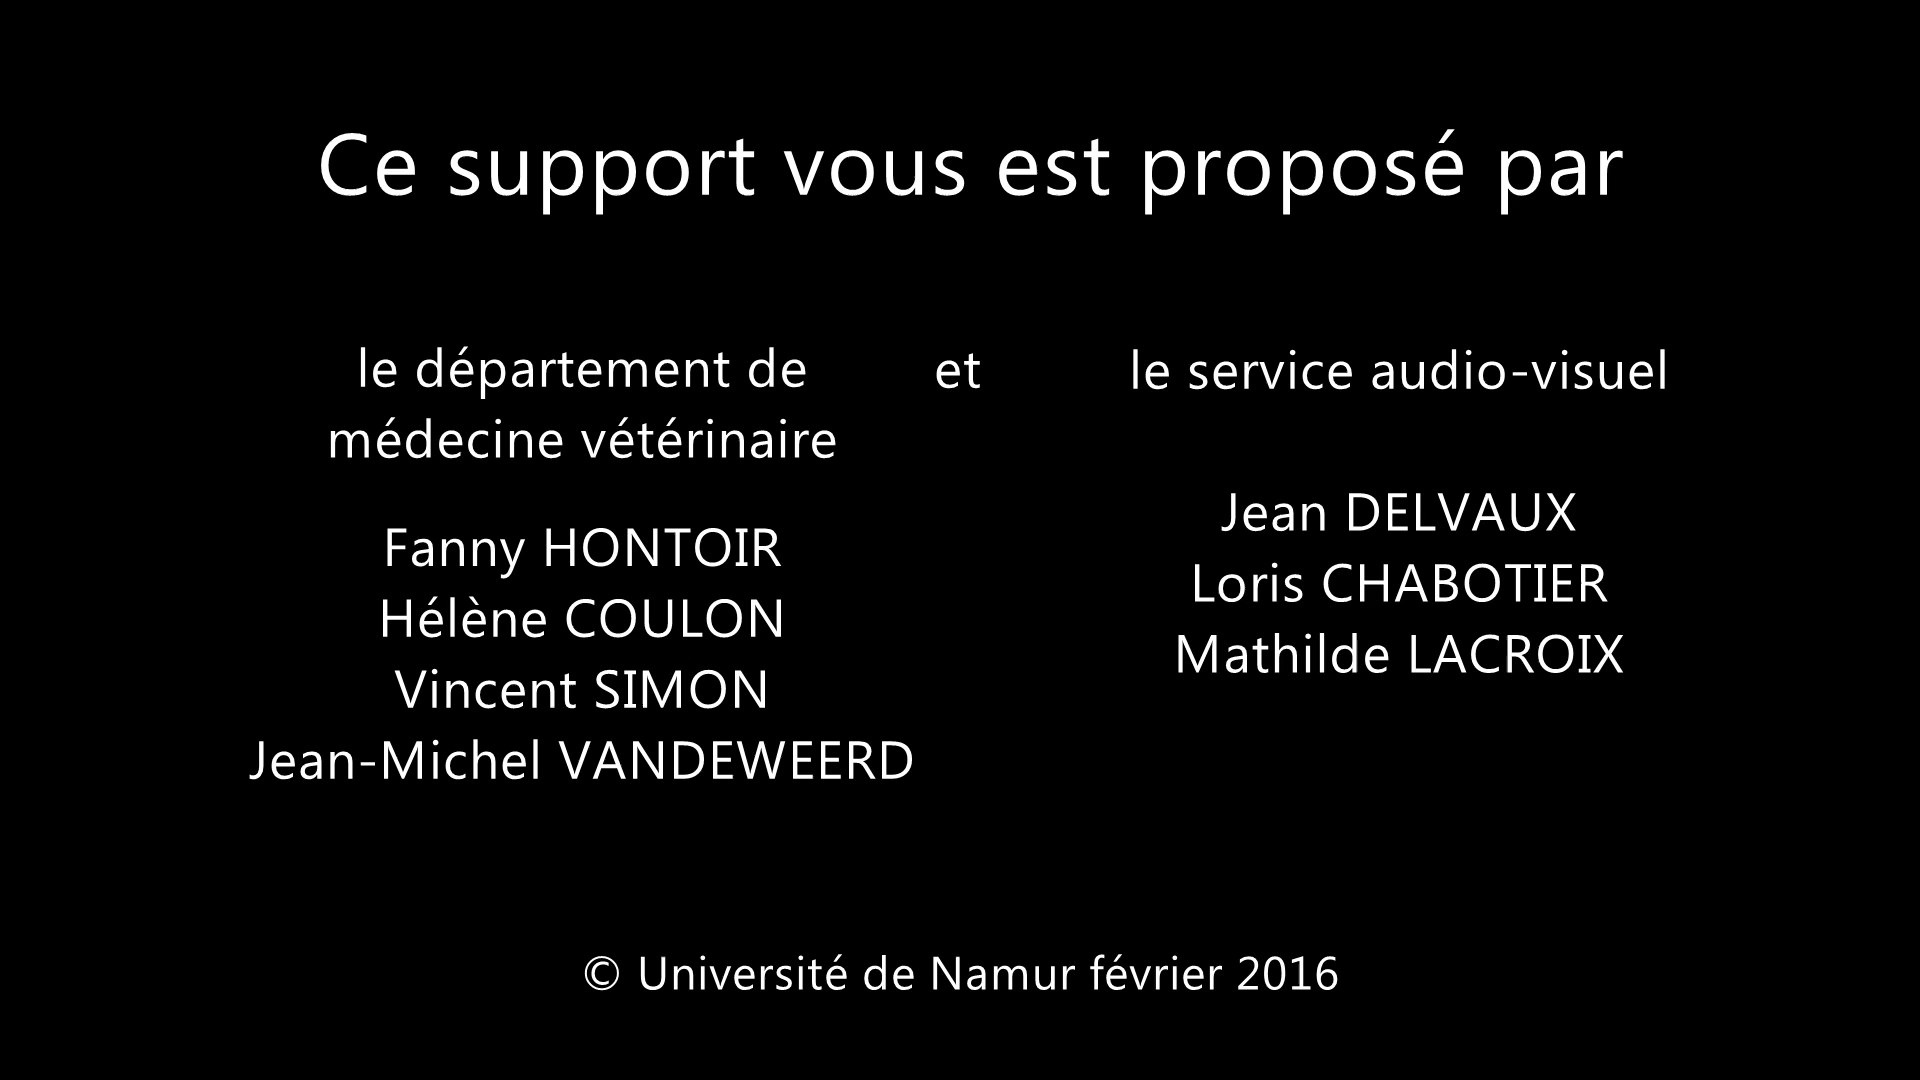 Ce support vous est proposé par
le département de
médecine vétérinaire
Fanny HONTOIR
Hélène COULON
Vincent SIMON
Jean-Michel VANDEWEERD
et
le service audio-visuel
Jean DELVAUX
Loris CHABOTIER
Mathilde LACROIX
© Université de Namur février 2016